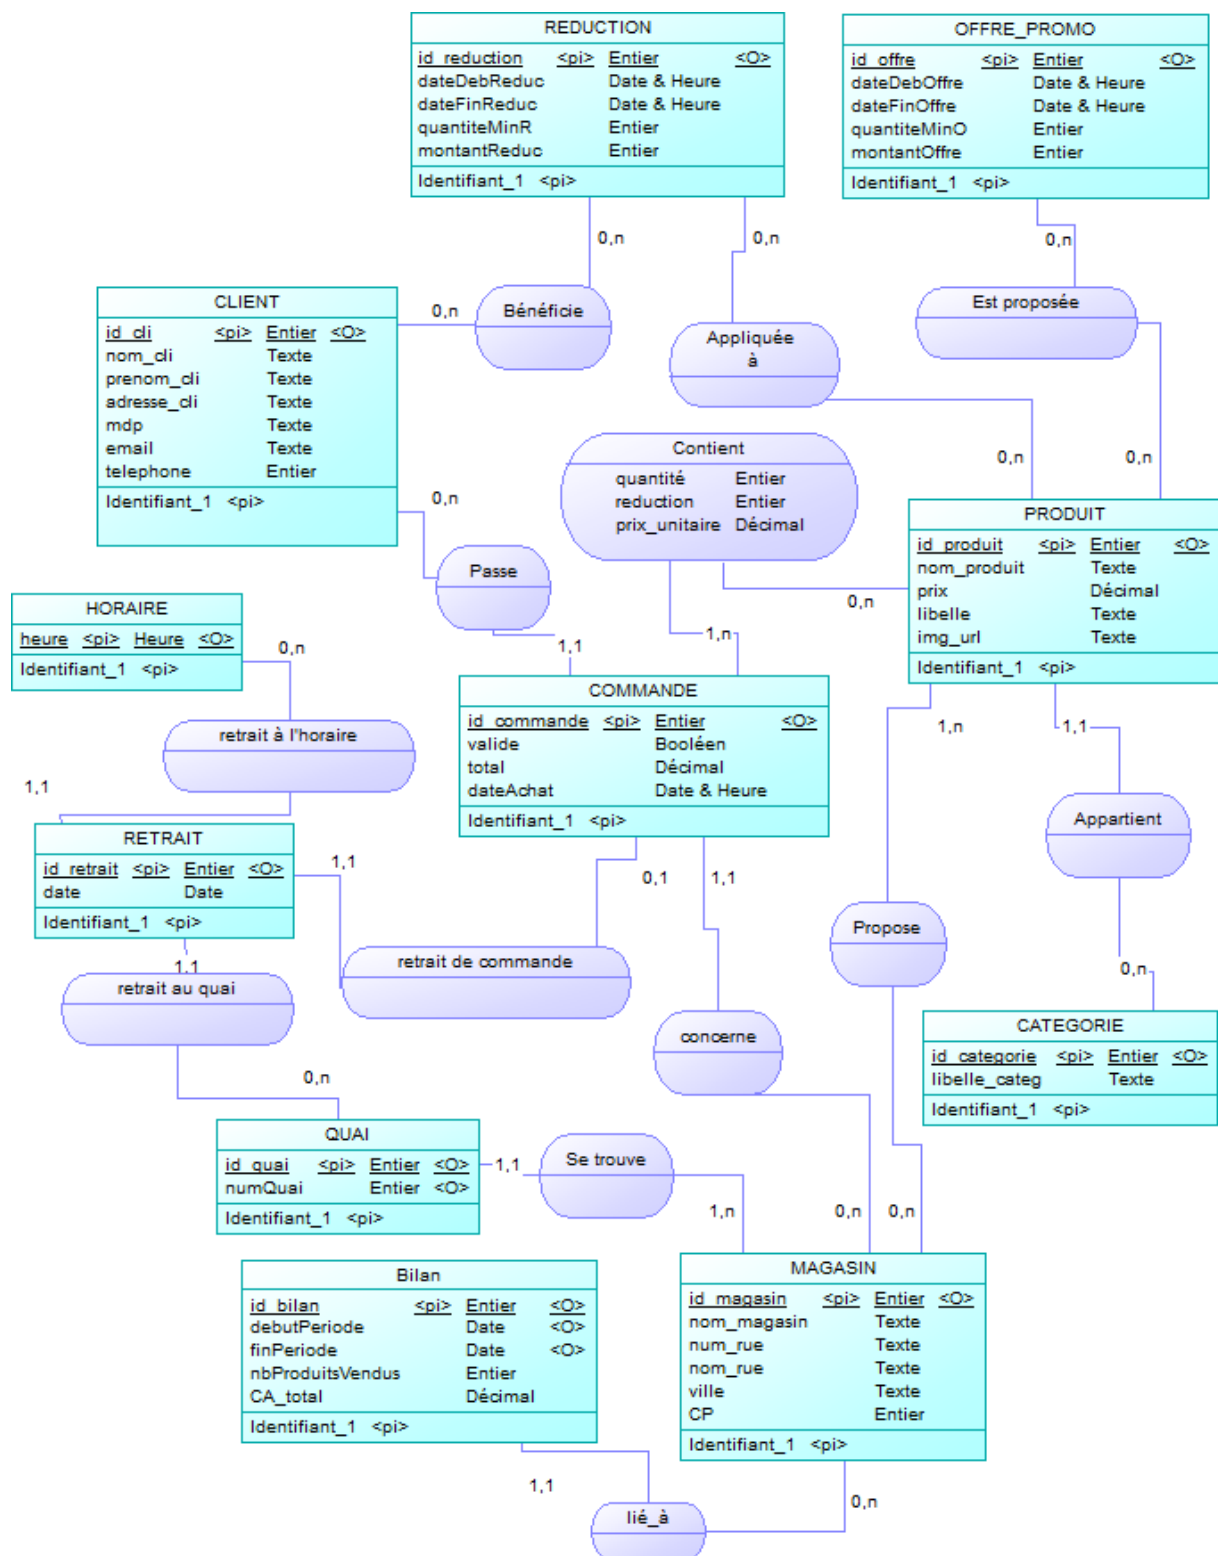 REDUCTION
id_reduction <pi> Entier <O>
dateDebReduc Date & Heure
dateFinReduc Date & Heure
quantiteMinR Entier
montantReduc Entier
Identifiant_1 <pi>
OFFRE_PROMO
id_offre <pi> Entier <O>
dateDebOffre Date & Heure
dateFinOffre Date & Heure
quantiteMinO Entier
montantOffre Entier
Identifiant_1 <pi>
0,n
0,n
0,n
CLIENT
id_cli <pi> Entier <O>
nom_cli Texte
prenom_cli Texte
adresse_cli Texte
mdp Texte
email Texte
telephone Entier
Identifiant_1 <pi>
0,n
Bénéficie
Est proposée
Appliquée
à
Contient
quantité Entier
reduction Entier
prix_unitaire Décimal
0,n
0,n
0,n
PRODUIT
id_produit <pi> Entier <O>
nom_produit Texte
prix Décimal
libelle Texte
img_url Texte
Identifiant_1 <pi>
Passe
0,n
HORAIRE
heure <pi> Heure <O>
Identifiant_1 <pi>
0,n
1,1
1,n
COMMANDE
id_commande <pi> Entier <O>
valide Booléen
total Décimal
dateAchat Date & Heure
Identifiant_1 <pi>
retrait à l'horaire
1,n
1,1
1,1
RETRAIT
id_retrait <pi> Entier <O>
date Date
Identifiant_1 <pi>
1,1
0,1
1,1
Appartient
Propose
1,1
retrait au quai
retrait de commande
0,n
concerne
CATEGORIE
id_categorie <pi> Entier <O>
libelle_categ Texte
Identifiant_1 <pi>
0,n
QUAI
id_quai <pi> Entier <O>
numQuai Entier <O>
Identifiant_1 <pi>
1,1
Se trouve
1,n
0,n
0,n
Bilan
id_bilan <pi> Entier <O>
debutPeriode Date <O>
finPeriode Date <O>
nbProduitsVendus Entier
CA_total Décimal
Identifiant_1 <pi>
MAGASIN
id_magasin <pi> Entier <O>
nom_magasin Texte
num_rue Texte
nom_rue Texte
ville Texte
CP Entier
Identifiant_1 <pi>
1,1
0,n
lié_à